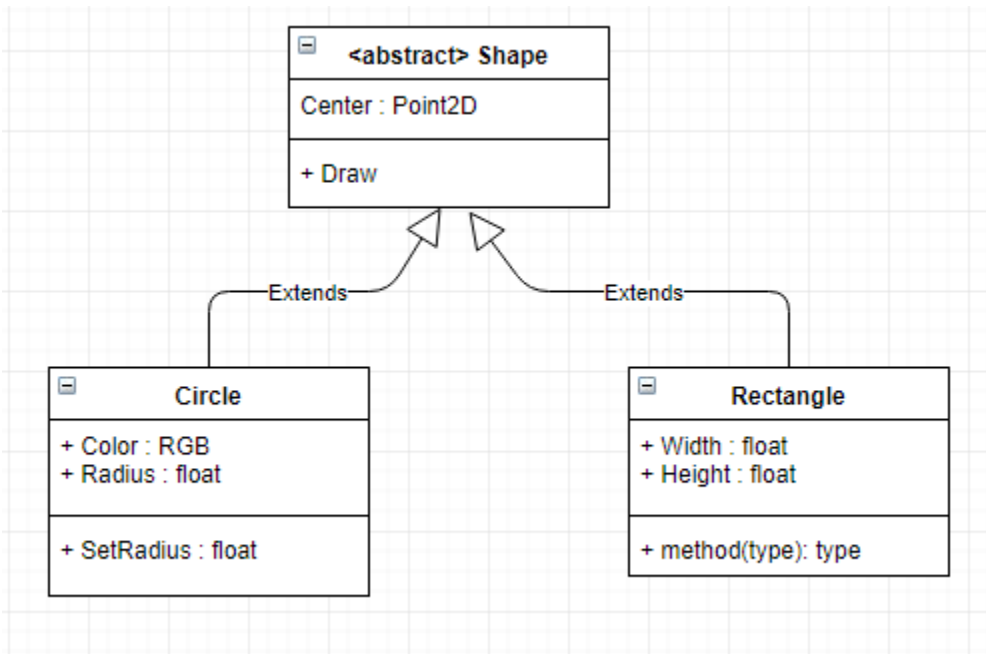 <abstract> Shape
Center : Point2D
+ Draw
Extends
Extends
Circle
+ Color : RGB
+ Radius : float
+ SetRadius : float
Rectangle
+ Width : float
+ Height : float
+ method(type): type